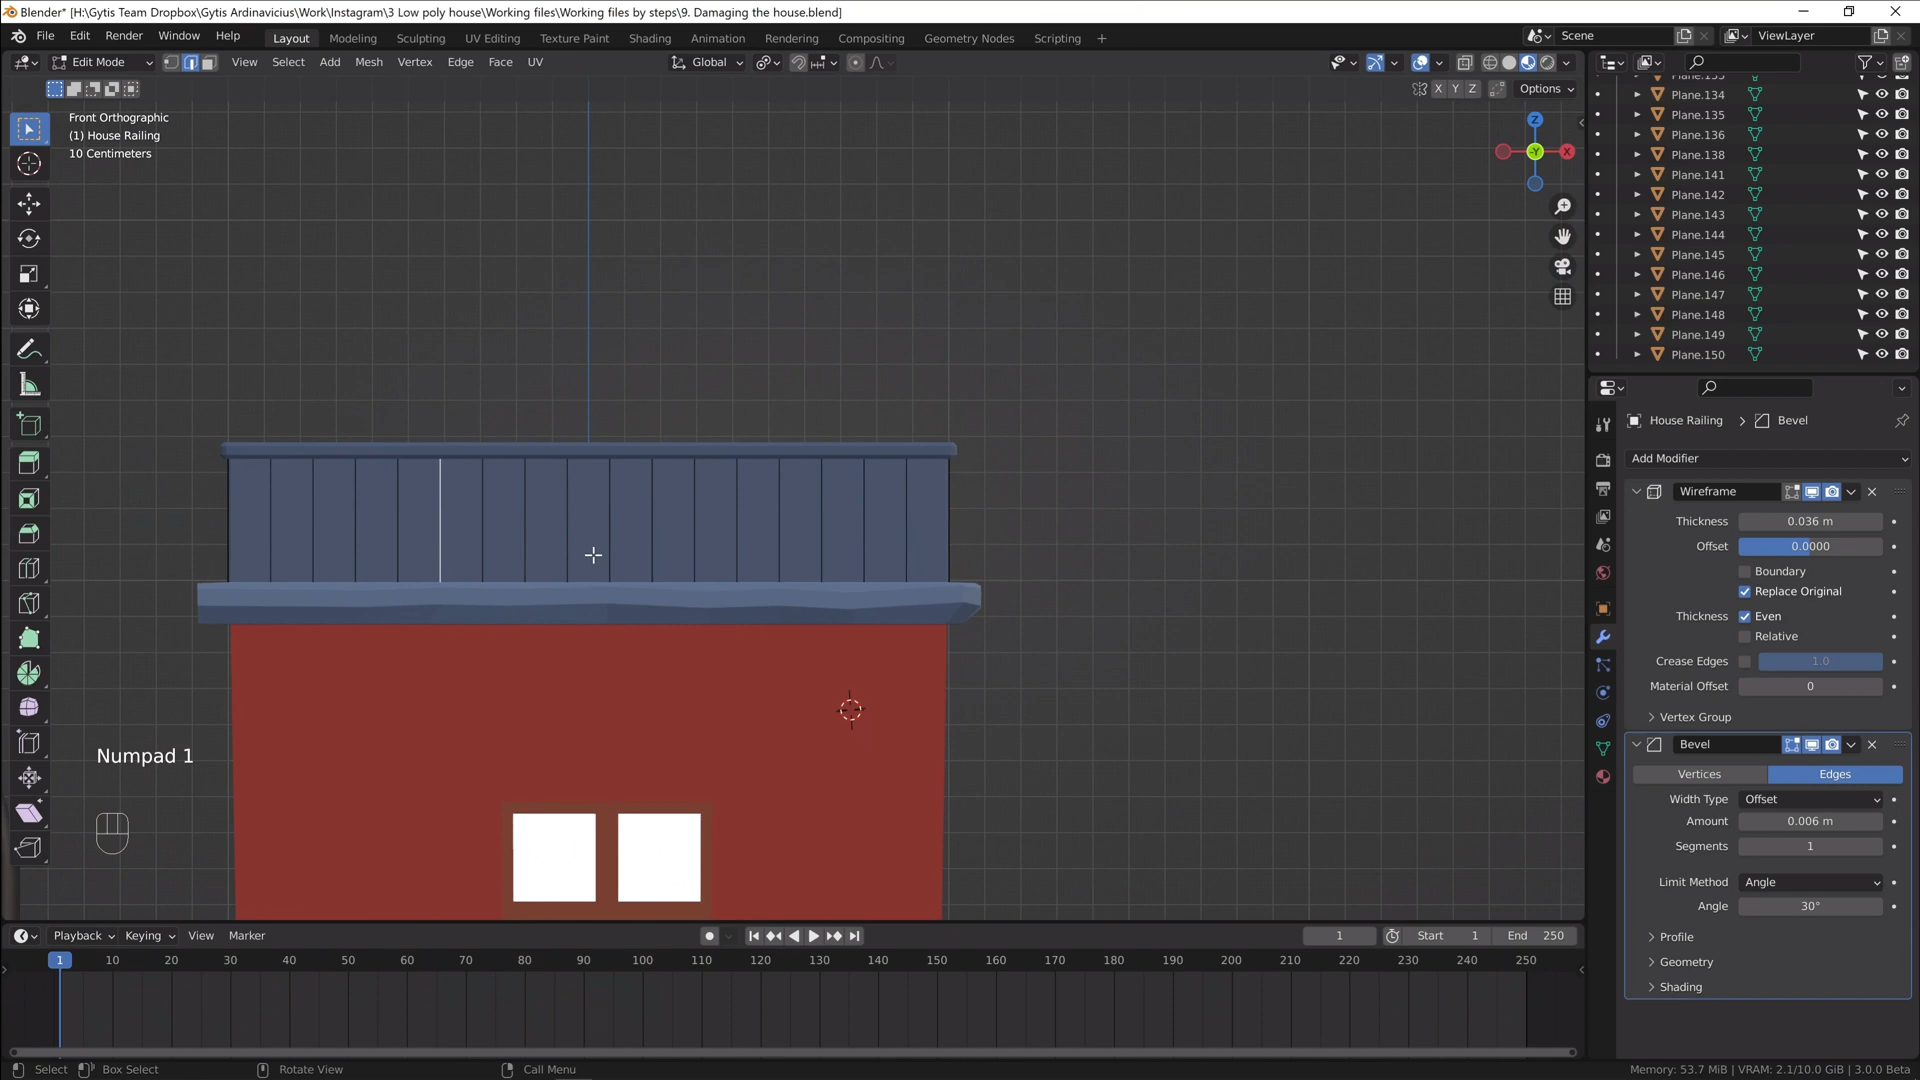 Blender* [H:\Gytis Team Dropbox\Gytis Ardinavicius\Work\Instagram\3 Low poly house\Working files\Working files by steps\9. Damaging the house.blend]
File Edit Render Window Help Layout Modeling Sculpting UV Editing Texture Paint Shading Animation Rendering Compositing Geometry Nodes Scripting + Scene ViewLayer
Edit Mode View Select Add Mesh Vertex Edge Face UV Global
X Y Z Options
Front Orthographic
(1) House Railing
10 Centimeters
Z
-Y X
Numpad 1
Plane.134
Plane.135
Plane.136
Plane.138
Plane.141
Plane.142
Plane.143
Plane.144
Plane.145
Plane.146
Plane.147
Plane.148
Plane.149
Plane.150
House Railing > Bevel
Add Modifier
Wireframe
Thickness 0.036 m
Offset 0.0000
Boundary
Replace Original
Thickness Even
Relative
Crease Edges 1.0
Material Offset 0
Vertex Group
Bevel
Vertices Edges
Width Type Offset
Amount 0.006 m
Segments 1
Limit Method Angle
Angle 30°
Profile
Geometry
Shading
Playback Keying View Marker 1 Start 1 End 250
1 10 20 30 40 50 60 70 80 90 100 110 120 130 140 150 160 170 180 190 200 210 220 230 240 250
Select Box Select Rotate View Call Menu Memory: 53.7 MiB | VRAM: 2.1/10.0 GiB | 3.0.0 Beta